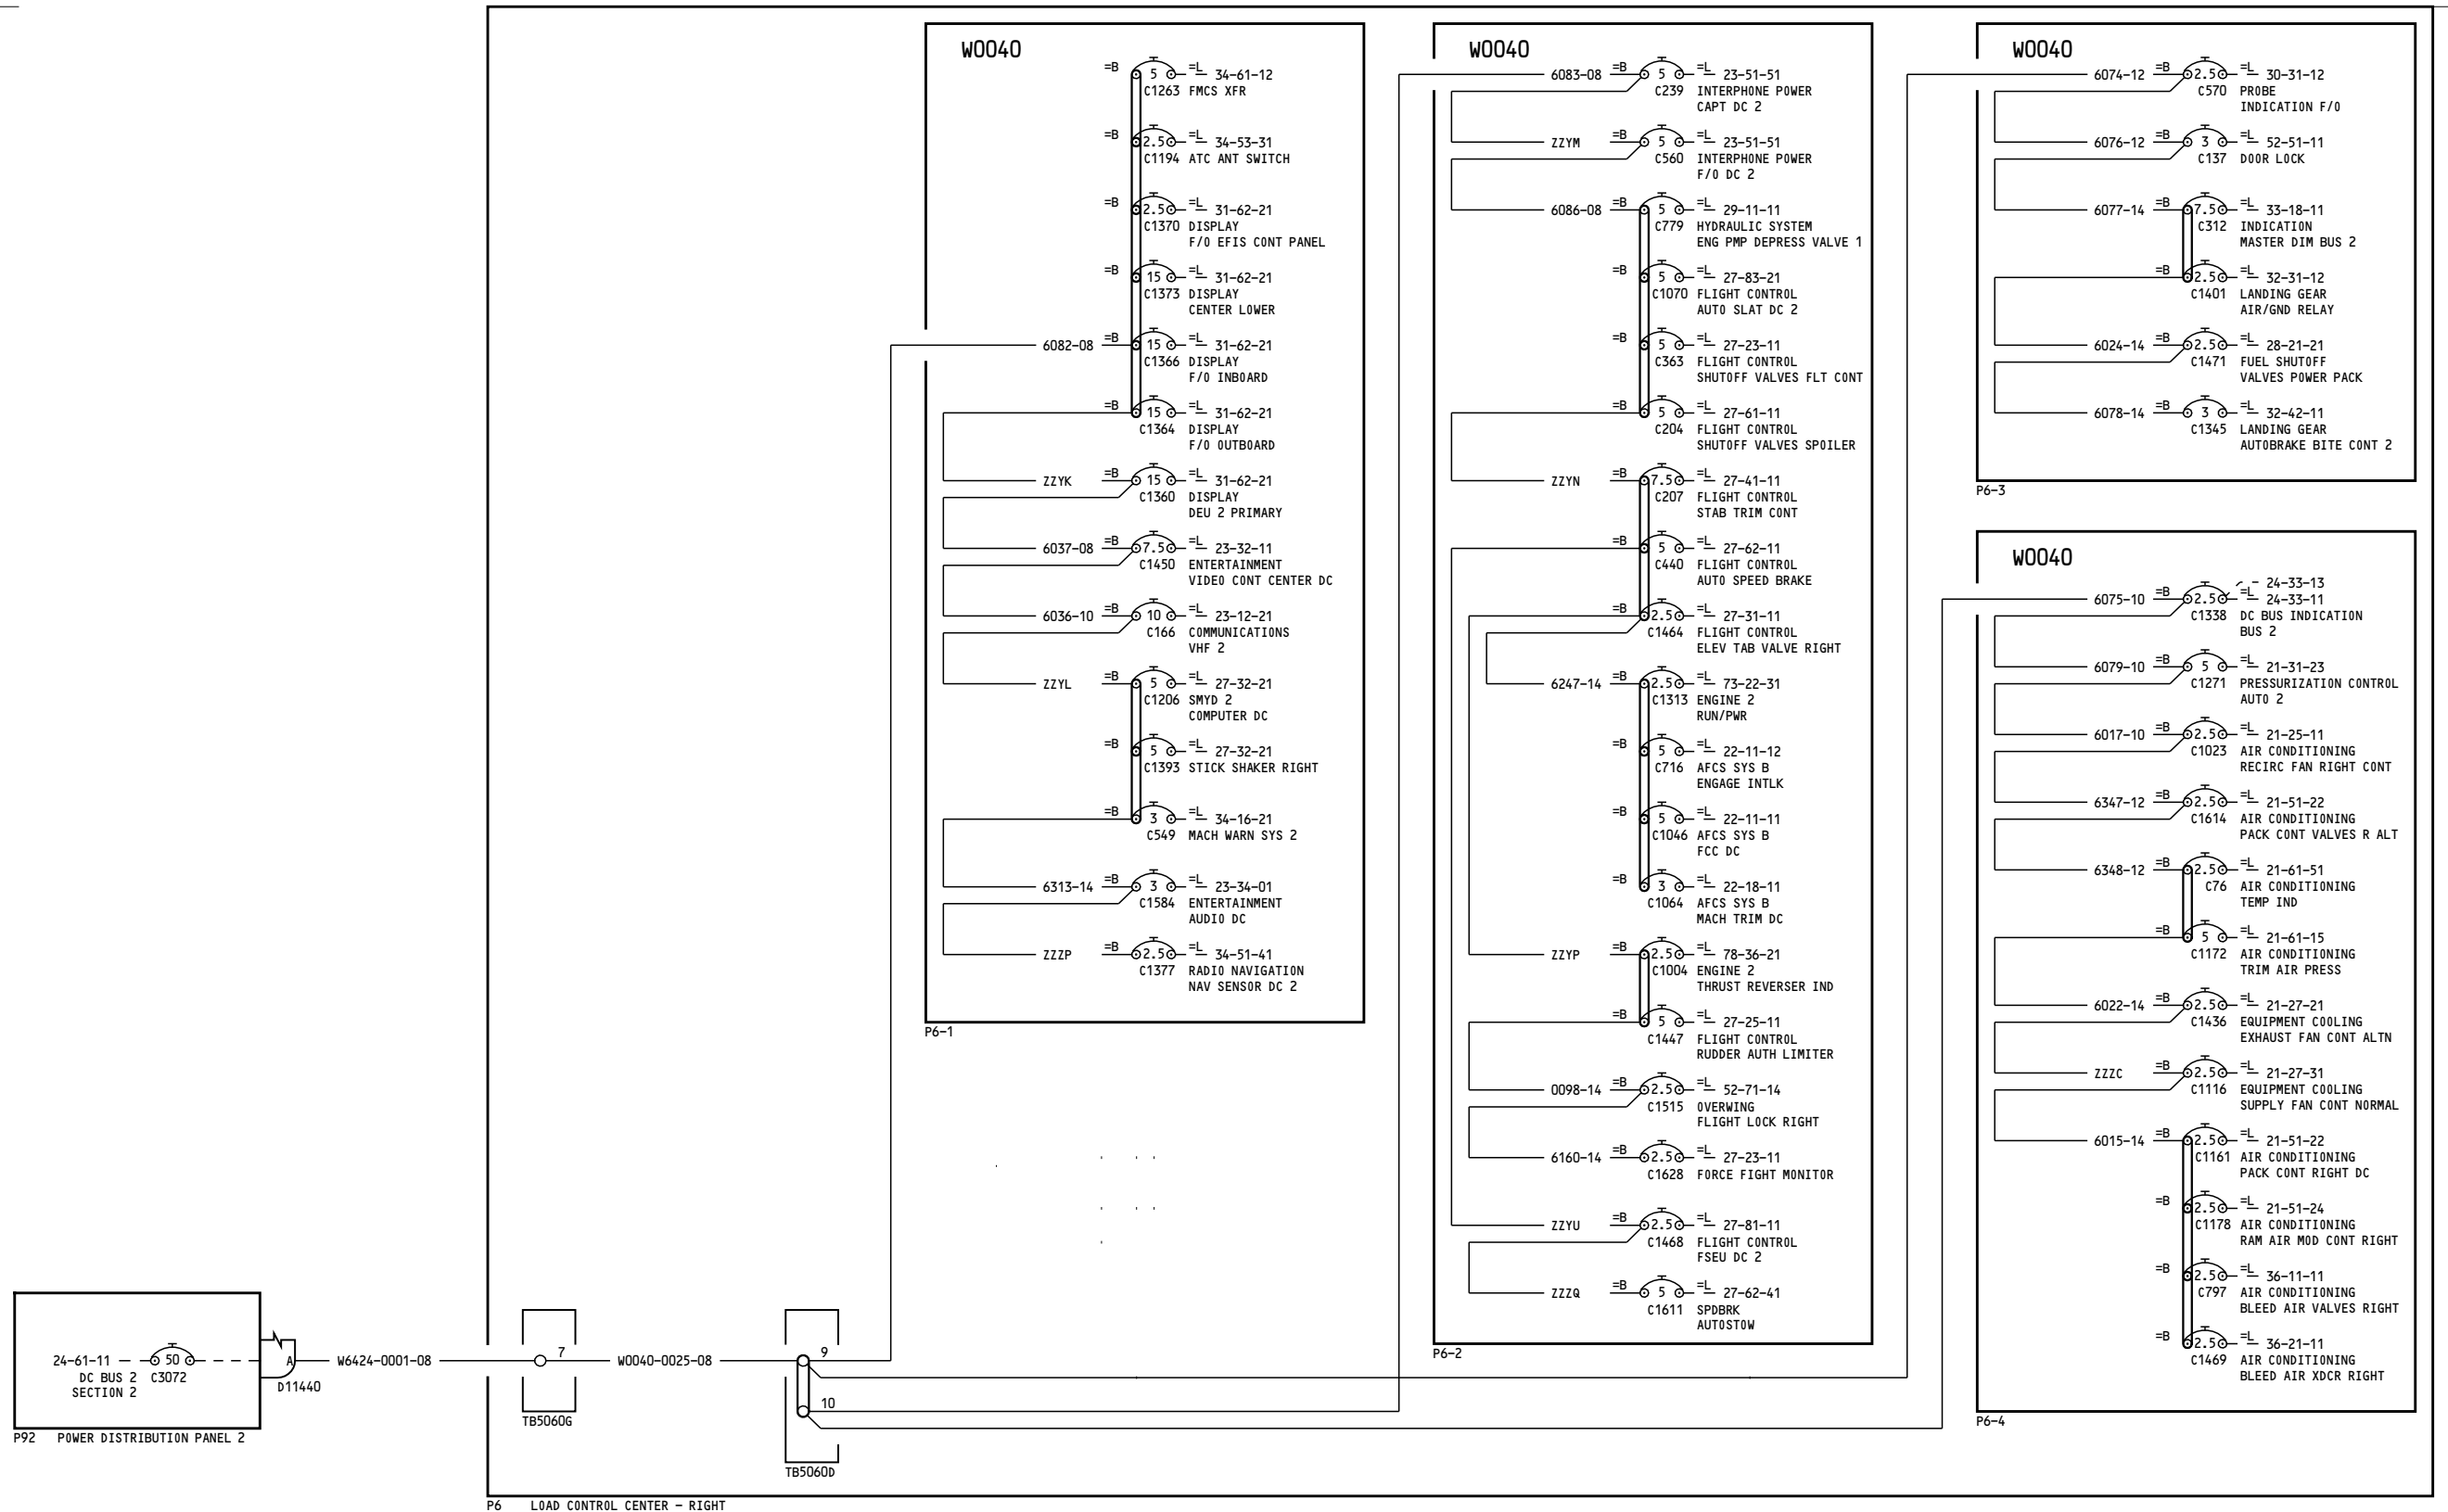 W0040
=B 5 =L 34-61-12
C1263 FMCS XFR
=B 2.5 =L 34-53-31
C1194 ATC ANT SWITCH
=B 2.5 =L 31-62-21
C1370 DISPLAY
F/O EFIS CONT PANEL
=B 15 =L 31-62-21
C1373 DISPLAY
CENTER LOWER
6082-08 =B 15 =L 31-62-21
C1366 DISPLAY
F/O INBOARD
=B 15 =L 31-62-21
C1364 DISPLAY
F/O OUTBOARD
ZZYK =B 15 =L 31-62-21
C1360 DISPLAY
DEU 2 PRIMARY
6037-08 =B 7.5 =L 23-32-11
C1450 ENTERTAINMENT
VIDEO CONT CENTER DC
6036-10 =B 10 =L 23-12-21
C166 COMMUNICATIONS
VHF 2
ZZYL =B 5 =L 27-32-21
C1206 SMYD 2
COMPUTER DC
=B 5 =L 27-32-21
C1393 STICK SHAKER RIGHT
=B 3 =L 34-16-21
C549 MACH WARN SYS 2
6313-14 =B 3 =L 23-34-01
C1584 ENTERTAINMENT
AUDIO DC
ZZZP =B 2.5 =L 34-51-41
C1377 RADIO NAVIGATION
NAV SENSOR DC 2
P6-1
W0040
6083-08 =B 5 =L 23-51-51
C239 INTERPHONE POWER
CAPT DC 2
ZZYM =B 5 =L 23-51-51
C560 INTERPHONE POWER
F/O DC 2
6086-08 =B 5 =L 29-11-11
C779 HYDRAULIC SYSTEM
ENG PMP DEPRESS VALVE 1
=B 5 =L 27-83-21
C1070 FLIGHT CONTROL
AUTO SLAT DC 2
=B 5 =L 27-23-11
C363 FLIGHT CONTROL
SHUTOFF VALVES FLT CONT
=B 5 =L 27-61-11
C204 FLIGHT CONTROL
SHUTOFF VALVES SPOILER
ZZYN =B 7.5 =L 27-41-11
C207 FLIGHT CONTROL
STAB TRIM CONT
=B 5 =L 27-62-11
C440 FLIGHT CONTROL
AUTO SPEED BRAKE
=B 2.5 =L 27-31-11
C1464 FLIGHT CONTROL
ELEV TAB VALVE RIGHT
6247-14 =B 2.5 =L 73-22-31
C1313 ENGINE 2
RUN/PWR
=B 5 =L 22-11-12
C716 AFCS SYS B
ENGAGE INTLK
=B 5 =L 22-11-11
C1046 AFCS SYS B
FCC DC
=B 3 =L 22-18-11
C1064 AFCS SYS B
MACH TRIM DC
ZZYP =B 2.5 =L 78-36-21
C1004 ENGINE 2
THRUST REVERSER IND
=B 5 =L 27-25-11
C1447 FLIGHT CONTROL
RUDDER AUTH LIMITER
0098-14 =B 2.5 =L 52-71-14
C1515 OVERWING
FLIGHT LOCK RIGHT
6160-14 =B 2.5 =L 27-23-11
C1628 FORCE FIGHT MONITOR
ZZYU =B 2.5 =L 27-81-11
C1468 FLIGHT CONTROL
FSEU DC 2
ZZZQ =B 5 =L 27-62-41
C1611 SPDBRK
AUTOSTOW
P6-2
W0040
6074-12 =B 2.5 =L 30-31-12
C570 PROBE
INDICATION F/O
6076-12 =B 3 =L 52-51-11
C137 DOOR LOCK
6077-14 =B 7.5 =L 33-18-11
C312 INDICATION
MASTER DIM BUS 2
=B 2.5 =L 32-31-12
C1401 LANDING GEAR
AIR/GND RELAY
6024-14 =B 2.5 =L 28-21-21
C1471 FUEL SHUTOFF
VALVES POWER PACK
6078-14 =B 3 =L 32-42-11
C1345 LANDING GEAR
AUTOBRAKE BITE CONT 2
P6-3
W0040
24-33-13
6075-10 =B 2.5 =L 24-33-11
C1338 DC BUS INDICATION
BUS 2
6079-10 =B 5 =L 21-31-23
C1271 PRESSURIZATION CONTROL
AUTO 2
6017-10 =B 2.5 =L 21-25-11
C1023 AIR CONDITIONING
RECIRC FAN RIGHT CONT
6347-12 =B 2.5 =L 21-51-22
C1614 AIR CONDITIONING
PACK CONT VALVES R ALT
6348-12 =B 2.5 =L 21-61-51
C76 AIR CONDITIONING
TEMP IND
=B 5 =L 21-61-15
C1172 AIR CONDITIONING
TRIM AIR PRESS
6022-14 =B 2.5 =L 21-27-21
C1436 EQUIPMENT COOLING
EXHAUST FAN CONT ALTN
ZZZC =B 2.5 =L 21-27-31
C1116 EQUIPMENT COOLING
SUPPLY FAN CONT NORMAL
6015-14 =B 2.5 =L 21-51-22
C1161 AIR CONDITIONING
PACK CONT RIGHT DC
=B 2.5 =L 21-51-24
C1178 AIR CONDITIONING
RAM AIR MOD CONT RIGHT
=B 2.5 =L 36-11-11
C797 AIR CONDITIONING
BLEED AIR VALVES RIGHT
=B 2.5 =L 36-21-11
C1469 AIR CONDITIONING
BLEED AIR XDCR RIGHT
P6-4
24-61-11 50 A W6424-0001-08 7 W0040-0025-08 9
DC BUS 2 C3072
SECTION 2
D11440
10
TB5060G
P92 POWER DISTRIBUTION PANEL 2
TB5060D
P6 LOAD CONTROL CENTER - RIGHT